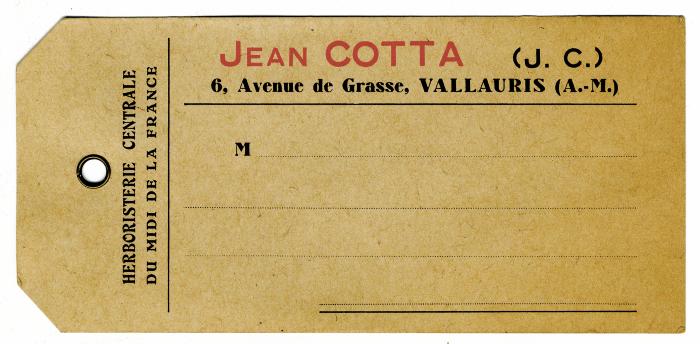 HERBORISTERIE CENTRALE
DU MIDI DE LA FRANCE
JEAN COTTA (J. C.)
6, Avenue de Grasse, VALLAURIS (A.-M.)
M